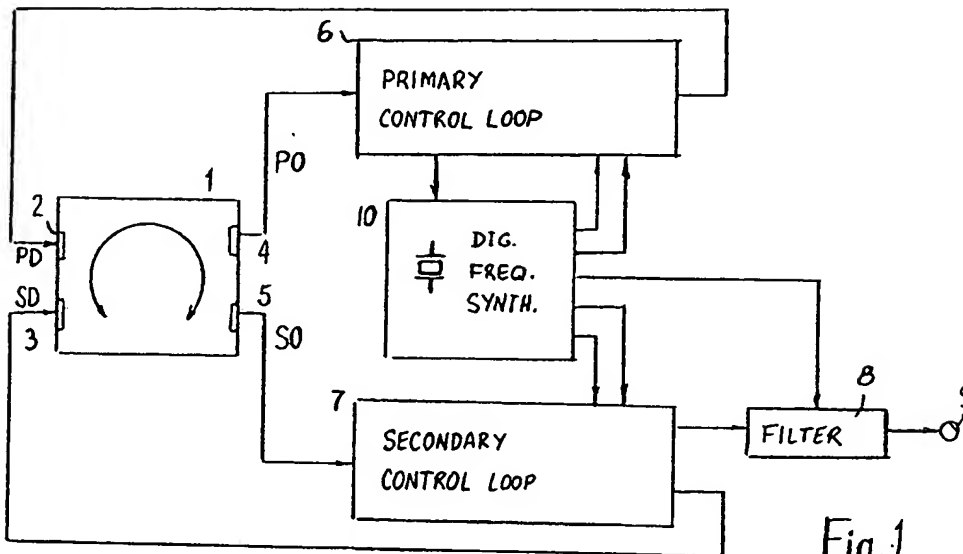 6
PRIMARY
CONTROL LOOP
PO
1
2
4
PD
SD
3
5
SO
10
DIG.
FREQ.
SYNTH.
7
SECONDARY
CONTROL LOOP
8
FILTER
9
Fig.1